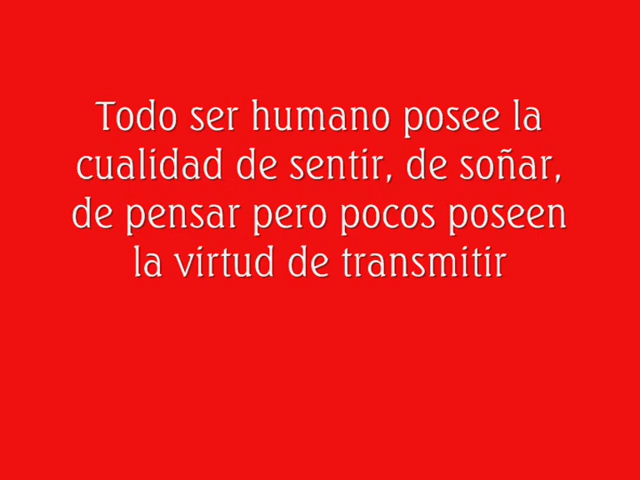 Todo ser humano posee la
cualidad de sentir, de soñar,
de pensar pero pocos poseen
la virtud de transmitir